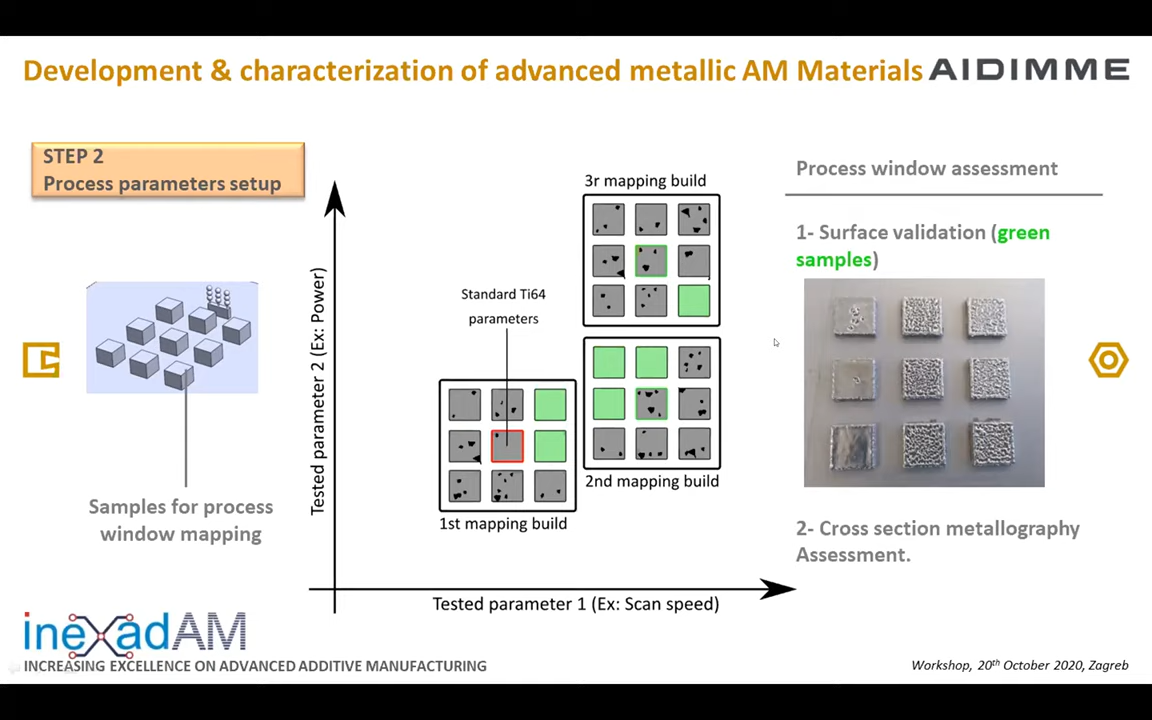 Development & characterization of advanced metallic AM Materials
AIDIMME
STEP 2
Process parameters setup
Samples for process
window mapping
Tested parameter 2 (Ex: Power)
3r mapping build
Standard Ti64
parameters
1st mapping build
2nd mapping build
Tested parameter 1 (Ex: Scan speed)
Process window assessment
1- Surface validation (green
samples)
2- Cross section metallography
Assessment.
inexadAM
INCREASING EXCELLENCE ON ADVANCED ADDITIVE MANUFACTURING
Workshop, 20th October 2020, Zagreb